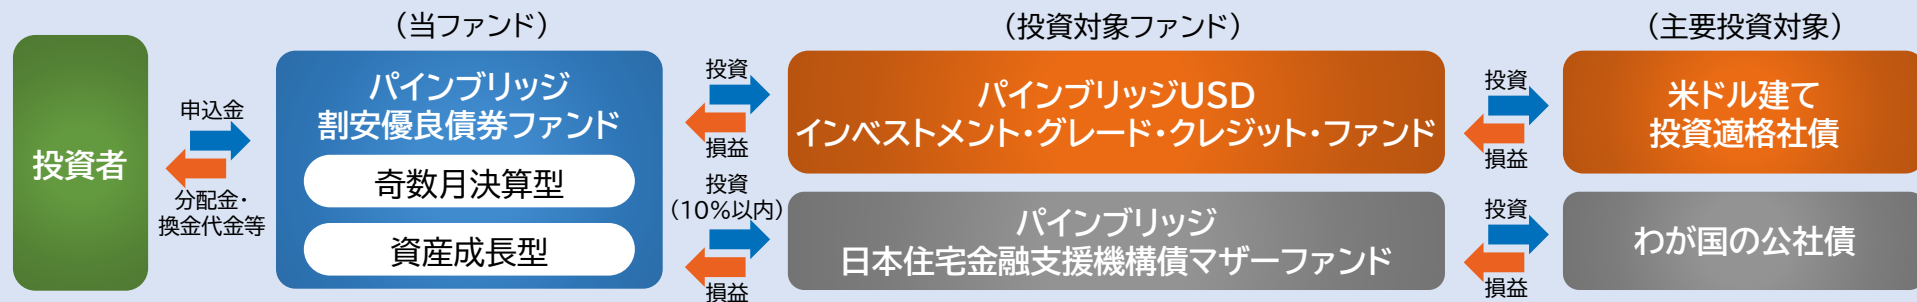 (当ファンド)
(投資対象ファンド)
(主要投資対象)
投資者
申込金
分配金・
換金代金等
パインブリッジ
割安優良債券ファンド
奇数月決算型
資産成長型
投資
損益
投資
(10%以内)
損益
パインブリッジUSD
インベストメント・グレード・クレジット・ファンド
パインブリッジ
日本住宅金融支援機構債マザーファンド
投資
損益
投資
損益
米ドル建て
投資適格社債
わが国の公社債